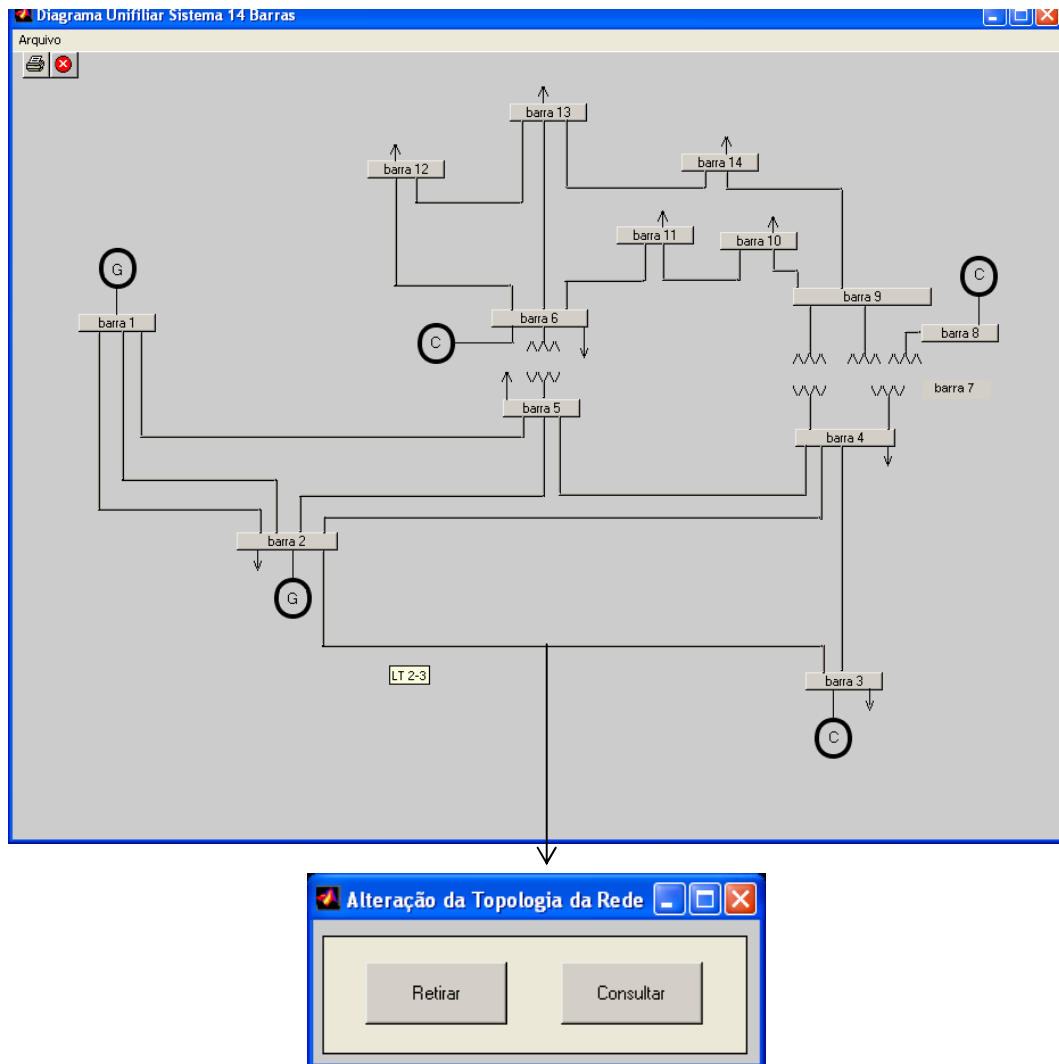 Diagrama Unifiliar Sistema 14 Barras
Arquivo
barra 13
barra 12
barra 14
barra 11
barra 10
G
C
barra 9
barra 1
barra 6
barra 8
C
barra 7
barra 5
barra 4
barra 2
G
LT 2-3
barra 3
C
Alteração da Topologia da Rede
Retirar
Consultar